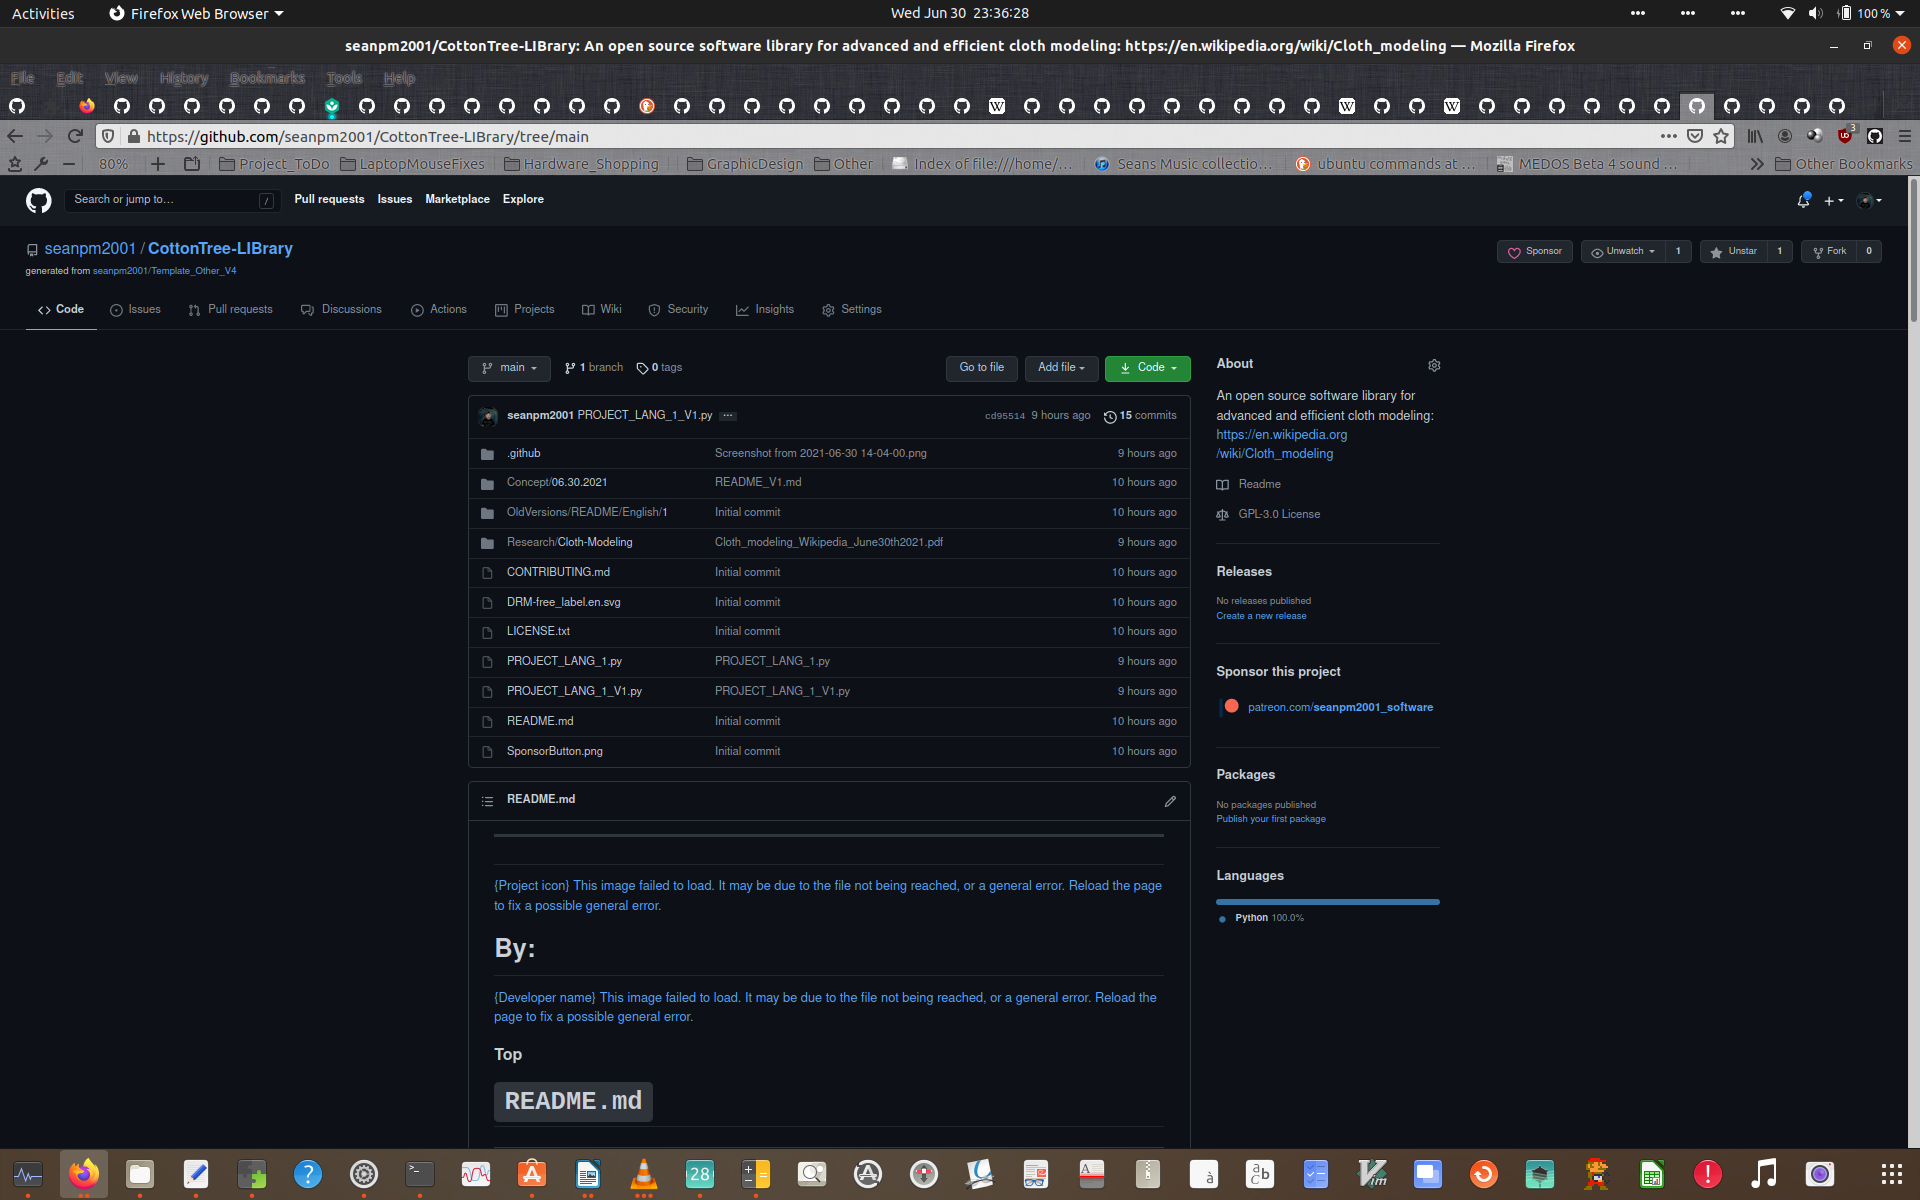 Activities Firefox Web Browser Wed Jun 30 23:36:28 100 %
seanpm2001/CottonTree-LIBrary: An open source software library for advanced and efficient cloth modeling: https://en.wikipedia.org/wiki/Cloth_modeling — Mozilla Firefox
File Edit View History Bookmarks Tools Help
https://github.com/seanpm2001/CottonTree-LIBrary/tree/main 3
80% Project_ToDo LaptopMouseFixes Hardware_Shopping GraphicDesign Other Index of file:///home/... Seans Music collectio... ubuntu commands at ... MEDOS Beta 4 sound ... Other Bookmarks
Search or jump to... / Pull requests Issues Marketplace Explore
seanpm2001 / CottonTree-LIBrary Sponsor Unwatch 1 Unstar 1 Fork 0
generated from seanpm2001/Template_Other_V4
Code Issues Pull requests Discussions Actions Projects Wiki Security Insights Settings
main 1 branch 0 tags Go to file Add file Code
seanpm2001 PROJECT_LANG_1_V1.py ... cd95514 9 hours ago 15 commits
.github Screenshot from 2021-06-30 14-04-00.png 9 hours ago
Concept/06.30.2021 README_V1.md 10 hours ago
OldVersions/README/English/1 Initial commit 10 hours ago
Research/Cloth-Modeling Cloth_modeling_Wikipedia_June30th2021.pdf 9 hours ago
CONTRIBUTING.md Initial commit 10 hours ago
DRM-free_label.en.svg Initial commit 10 hours ago
LICENSE.txt Initial commit 10 hours ago
PROJECT_LANG_1.py PROJECT_LANG_1.py 9 hours ago
PROJECT_LANG_1_V1.py PROJECT_LANG_1_V1.py 9 hours ago
README.md Initial commit 10 hours ago
SponsorButton.png Initial commit 10 hours ago
README.md
{Project icon} This image failed to load. It may be due to the file not being reached, or a general error. Reload the page
to fix a possible general error.
By:
{Developer name} This image failed to load. It may be due to the file not being reached, or a general error. Reload the
page to fix a possible general error.
Top
README.md
About
An open source software library for
advanced and efficient cloth modeling:
https://en.wikipedia.org
/wiki/Cloth_modeling
Readme
GPL-3.0 License
Releases
No releases published
Create a new release
Sponsor this project
patreon.com/seanpm2001_software
Packages
No packages published
Publish your first package
Languages
Python 100.0%
28